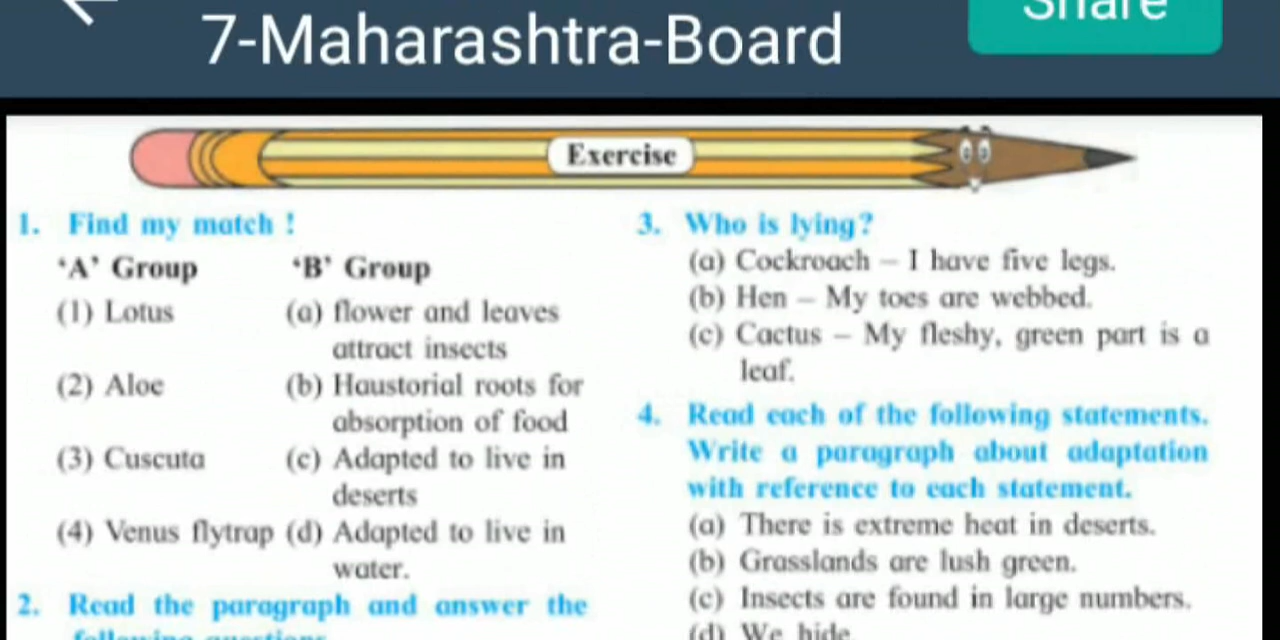 7-Maharashtra-Board
Share
Exercise
1. Find my match !
‘A’ Group ‘B’ Group
(1) Lotus (a) flower and leaves
attract insects
(2) Aloe (b) Haustorial roots for
absorption of food
(3) Cuscuta (c) Adapted to live in
deserts
(4) Venus flytrap (d) Adapted to live in
water.
2. Read the paragraph and answer the
following questions
3. Who is lying?
(a) Cockroach – I have five legs.
(b) Hen – My toes are webbed.
(c) Cactus – My fleshy, green part is a
leaf.
4. Read each of the following statements.
Write a paragraph about adaptation
with reference to each statement.
(a) There is extreme heat in deserts.
(b) Grasslands are lush green.
(c) Insects are found in large numbers.
(d) We hide.